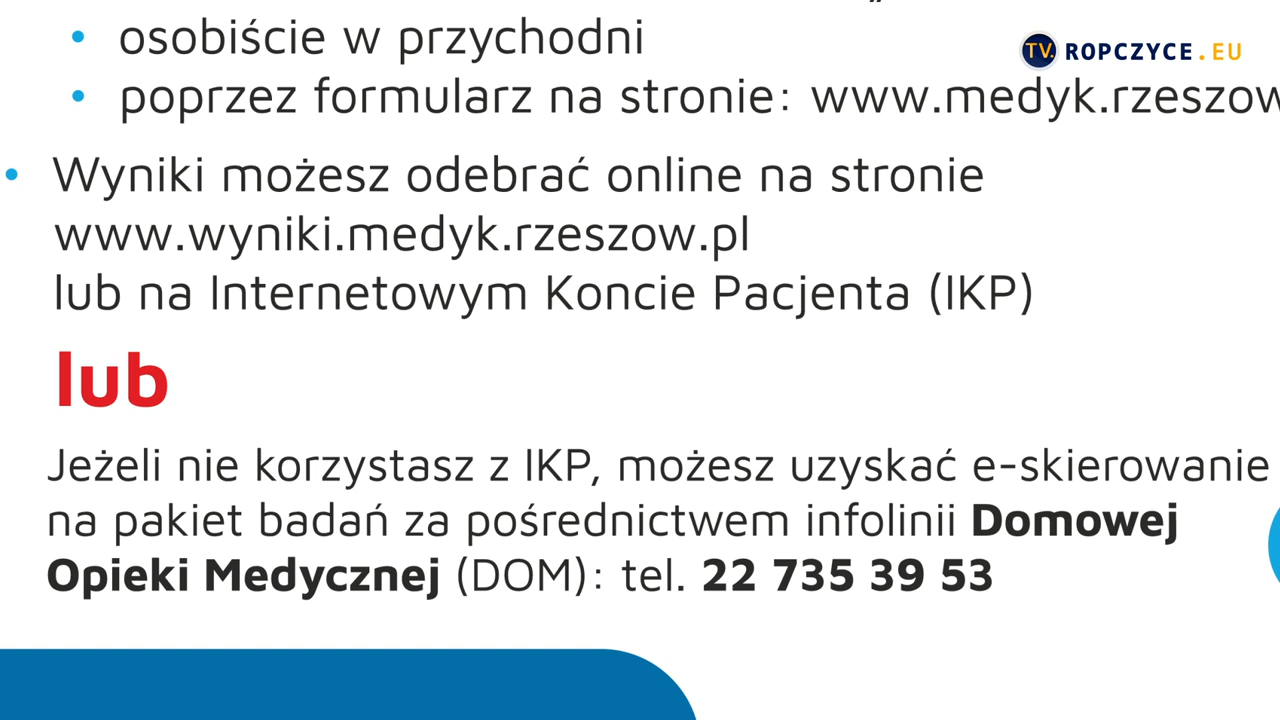 osobiście w przychodni
TV. ROPCZYCE.EU
poprzez formularz na stronie: www.medyk.rzeszow
Wyniki możesz odebrać online na stronie
www.wyniki.medyk.rzeszow.pl
lub na Internetowym Koncie Pacjenta (IKP)
lub
Jeżeli nie korzystasz z IKP, możesz uzyskać e-skierowanie
na pakiet badań za pośrednictwem infolinii Domowej
Opieki Medycznej (DOM): tel. 22 735 39 53